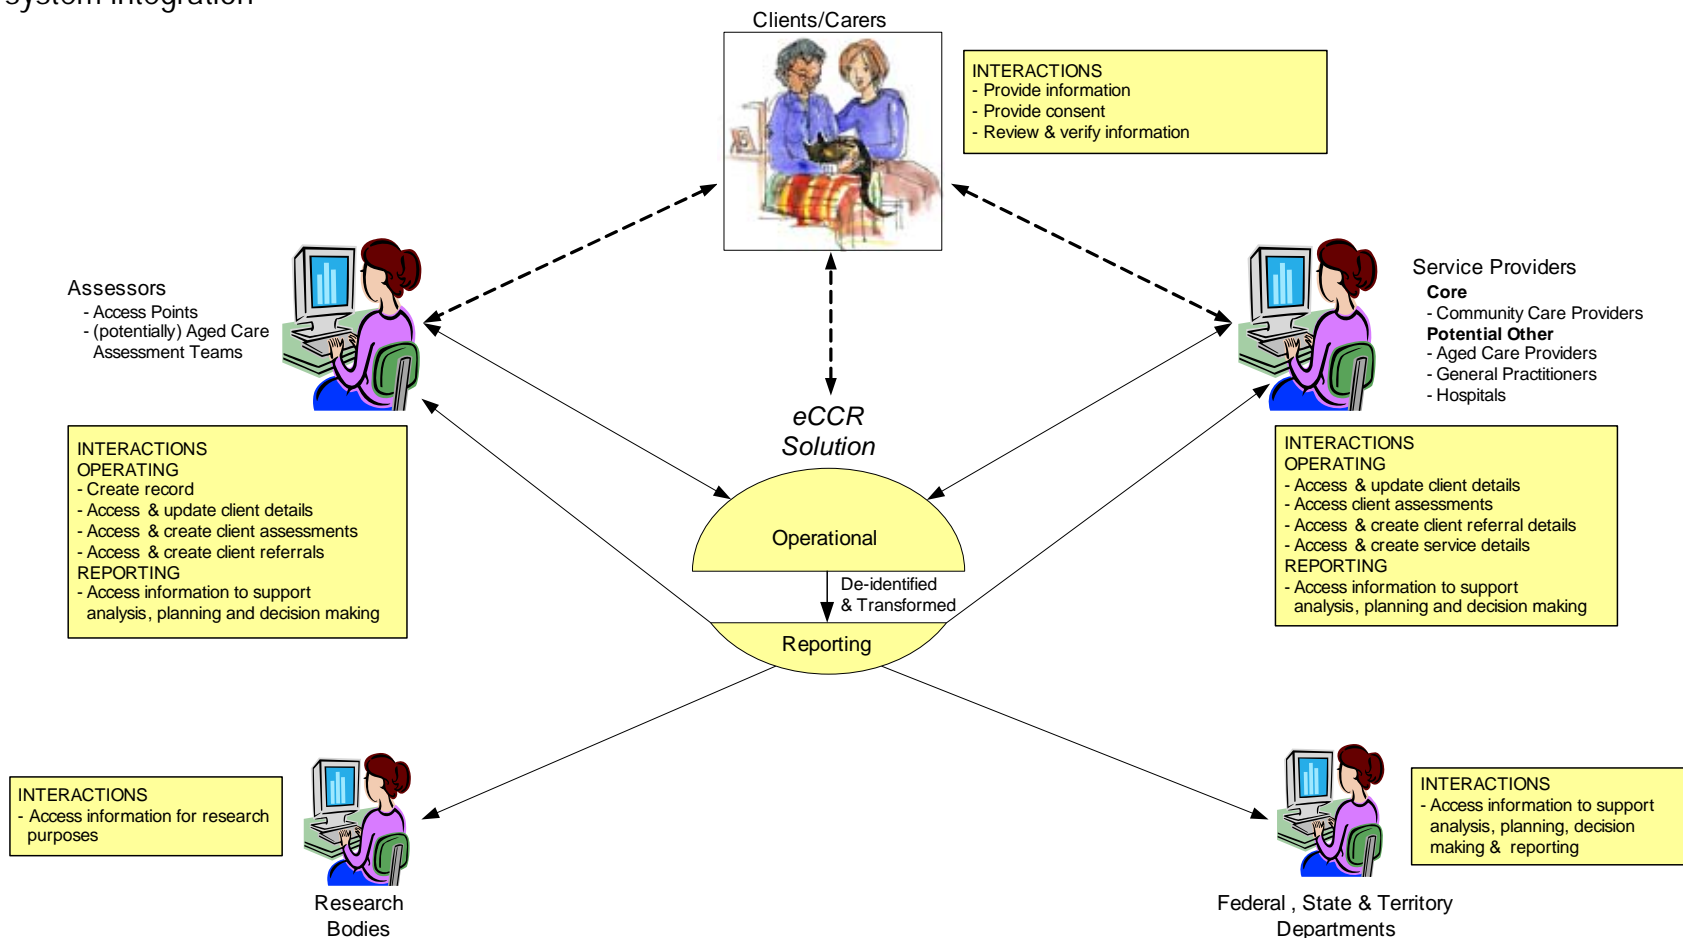 system integration
Clients/Carers
INTERACTIONS
- Provide information
- Provide consent
- Review & verify information
Assessors
- Access Points
- (potentially) Aged Care
Assessment Teams
Service Providers
Core
- Community Care Providers
Potential Other
- Aged Care Providers
- General Practitioners
- Hospitals
eCCR
Solution
INTERACTIONS
OPERATING
- Create record
- Access & update client details
- Access & create client assessments
- Access & create client referrals
REPORTING
- Access information to support
analysis, planning and decision making
INTERACTIONS
OPERATING
- Access & update client details
- Access client assessments
- Access & create client referral details
- Access & create service details
REPORTING
- Access information to support
analysis, planning and decision making
Operational
De-identified
& Transformed
Reporting
INTERACTIONS
- Access information for research
purposes
Research
Bodies
INTERACTIONS
- Access information to support
analysis, planning, decision
making & reporting
Federal , State & Territory
Departments